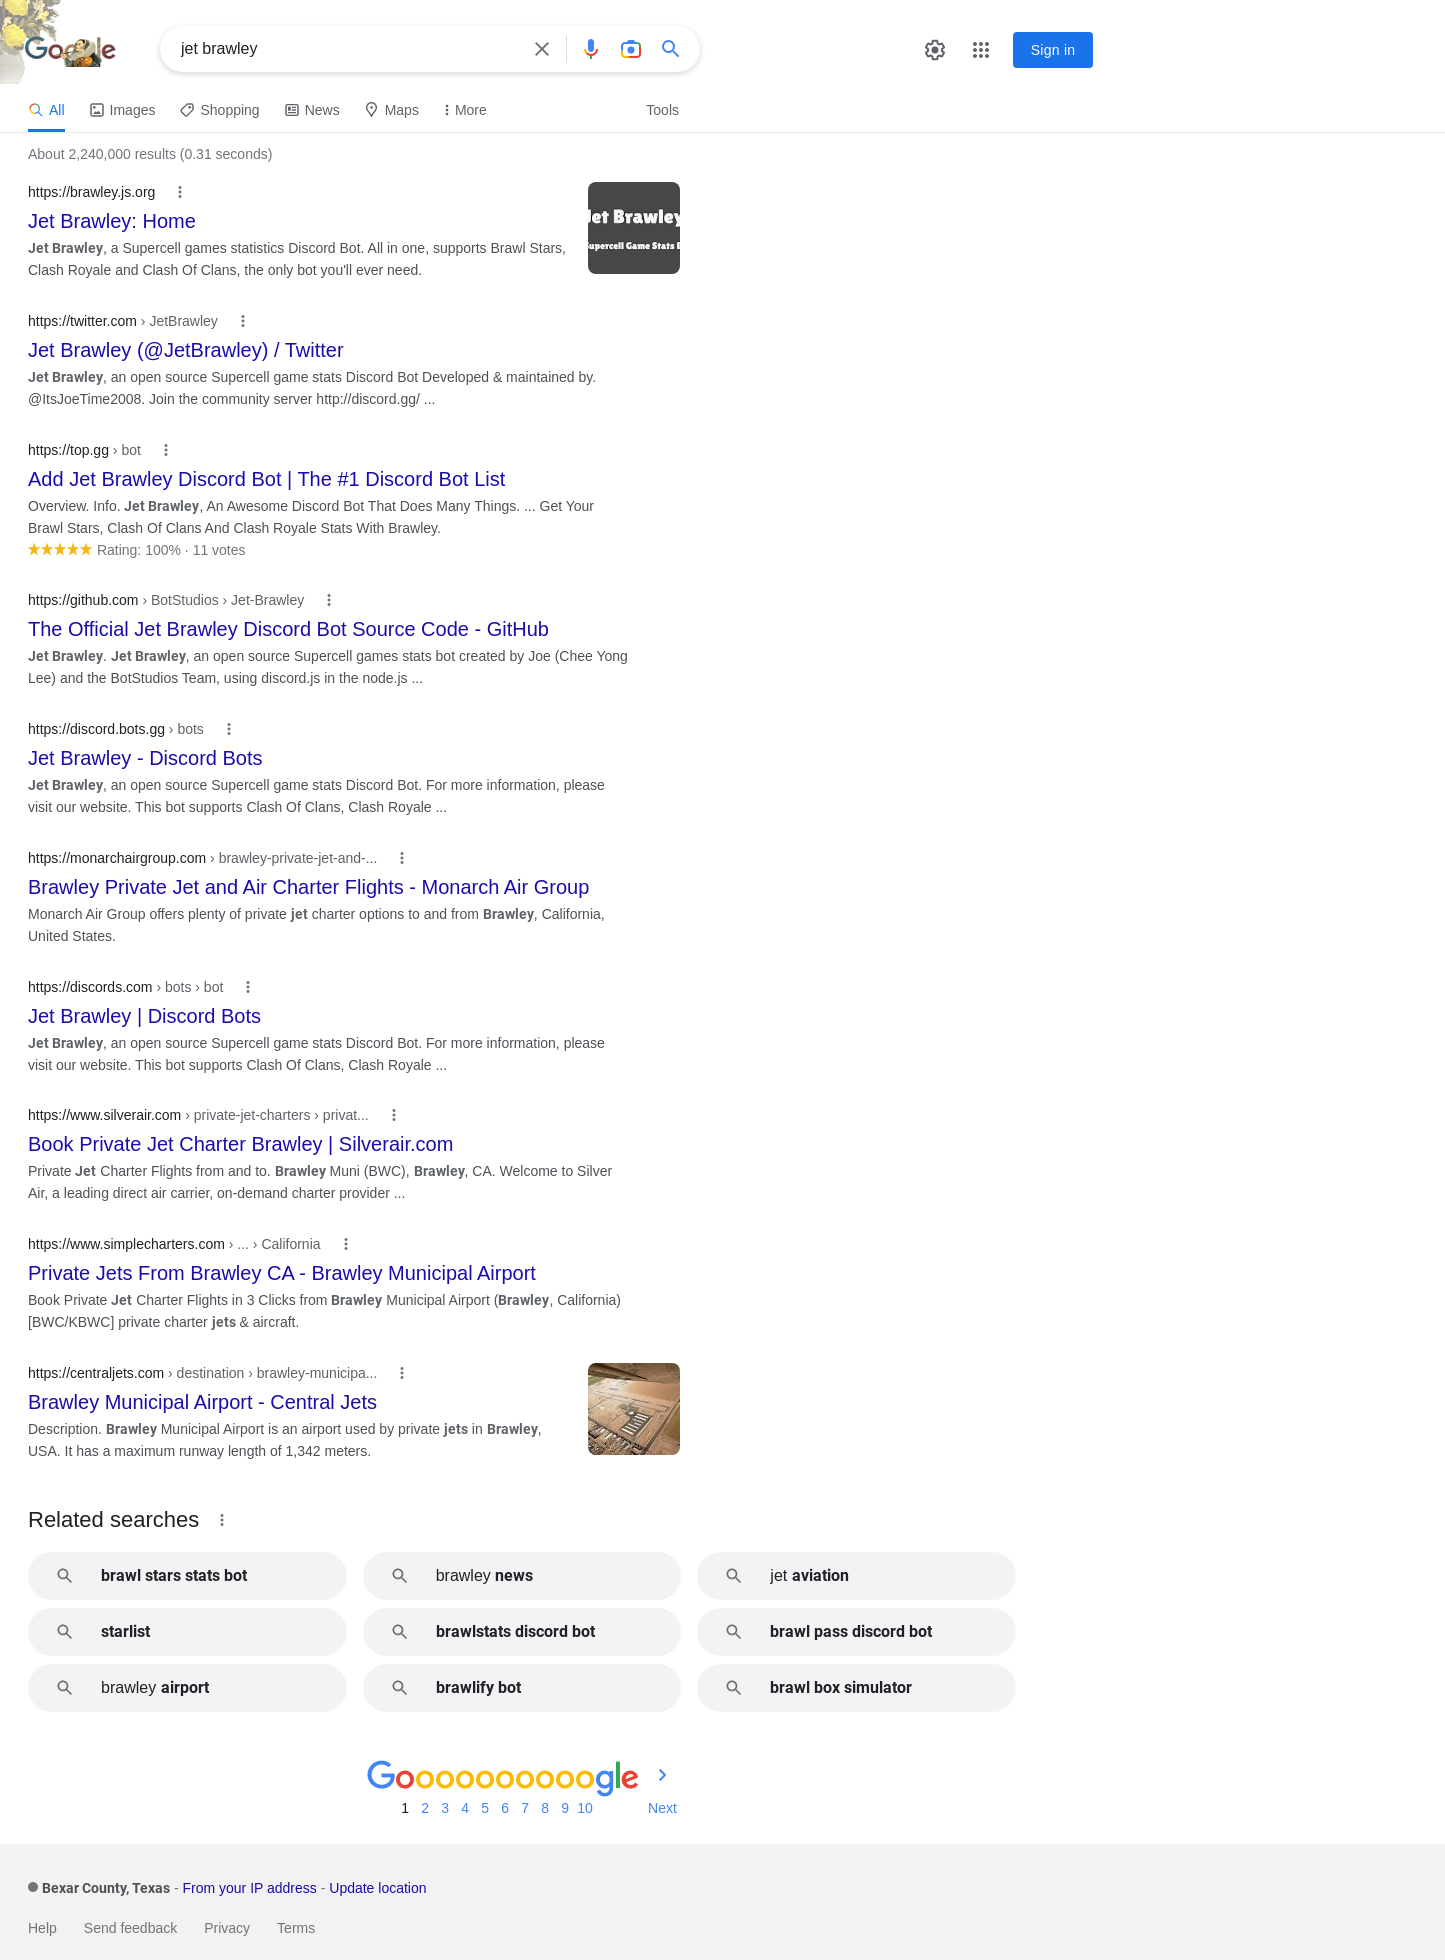 Google
jet brawley
Sign in
All Images Shopping News Maps More Tools
About 2,240,000 results (0.31 seconds)
https://brawley.js.org
Jet Brawley: Home
Jet Brawley, a Supercell games statistics Discord Bot. All in one, supports Brawl Stars,
Clash Royale and Clash Of Clans, the only bot you'll ever need.
Jet Brawley
Supercell Game Stats B
https://twitter.com › JetBrawley
Jet Brawley (@JetBrawley) / Twitter
Jet Brawley, an open source Supercell game stats Discord Bot Developed & maintained by.
@ItsJoeTime2008. Join the community server http://discord.gg/ ...
https://top.gg › bot
Add Jet Brawley Discord Bot | The #1 Discord Bot List
Overview. Info. Jet Brawley, An Awesome Discord Bot That Does Many Things. ... Get Your
Brawl Stars, Clash Of Clans And Clash Royale Stats With Brawley.
Rating: 100% · 11 votes
https://github.com › BotStudios › Jet-Brawley
The Official Jet Brawley Discord Bot Source Code - GitHub
Jet Brawley. Jet Brawley, an open source Supercell games stats bot created by Joe (Chee Yong
Lee) and the BotStudios Team, using discord.js in the node.js ...
https://discord.bots.gg › bots
Jet Brawley - Discord Bots
Jet Brawley, an open source Supercell game stats Discord Bot. For more information, please
visit our website. This bot supports Clash Of Clans, Clash Royale ...
https://monarchairgroup.com › brawley-private-jet-and-...
Brawley Private Jet and Air Charter Flights - Monarch Air Group
Monarch Air Group offers plenty of private jet charter options to and from Brawley, California,
United States.
https://discords.com › bots › bot
Jet Brawley | Discord Bots
Jet Brawley, an open source Supercell game stats Discord Bot. For more information, please
visit our website. This bot supports Clash Of Clans, Clash Royale ...
https://www.silverair.com › private-jet-charters › privat...
Book Private Jet Charter Brawley | Silverair.com
Private Jet Charter Flights from and to. Brawley Muni (BWC), Brawley, CA. Welcome to Silver
Air, a leading direct air carrier, on-demand charter provider ...
https://www.simplecharters.com › ... › California
Private Jets From Brawley CA - Brawley Municipal Airport
Book Private Jet Charter Flights in 3 Clicks from Brawley Municipal Airport (Brawley, California)
[BWC/KBWC] private charter jets & aircraft.
https://centraljets.com › destination › brawley-municipa...
Brawley Municipal Airport - Central Jets
Description. Brawley Municipal Airport is an airport used by private jets in Brawley,
USA. It has a maximum runway length of 1,342 meters.
Related searches
brawl stars stats bot brawley news jet aviation
starlist brawlstats discord bot brawl pass discord bot
brawley airport brawlify bot brawl box simulator
Goooooooooogle
1 2 3 4 5 6 7 8 9 10 Next
Bexar County, Texas - From your IP address - Update location
Help Send feedback Privacy Terms